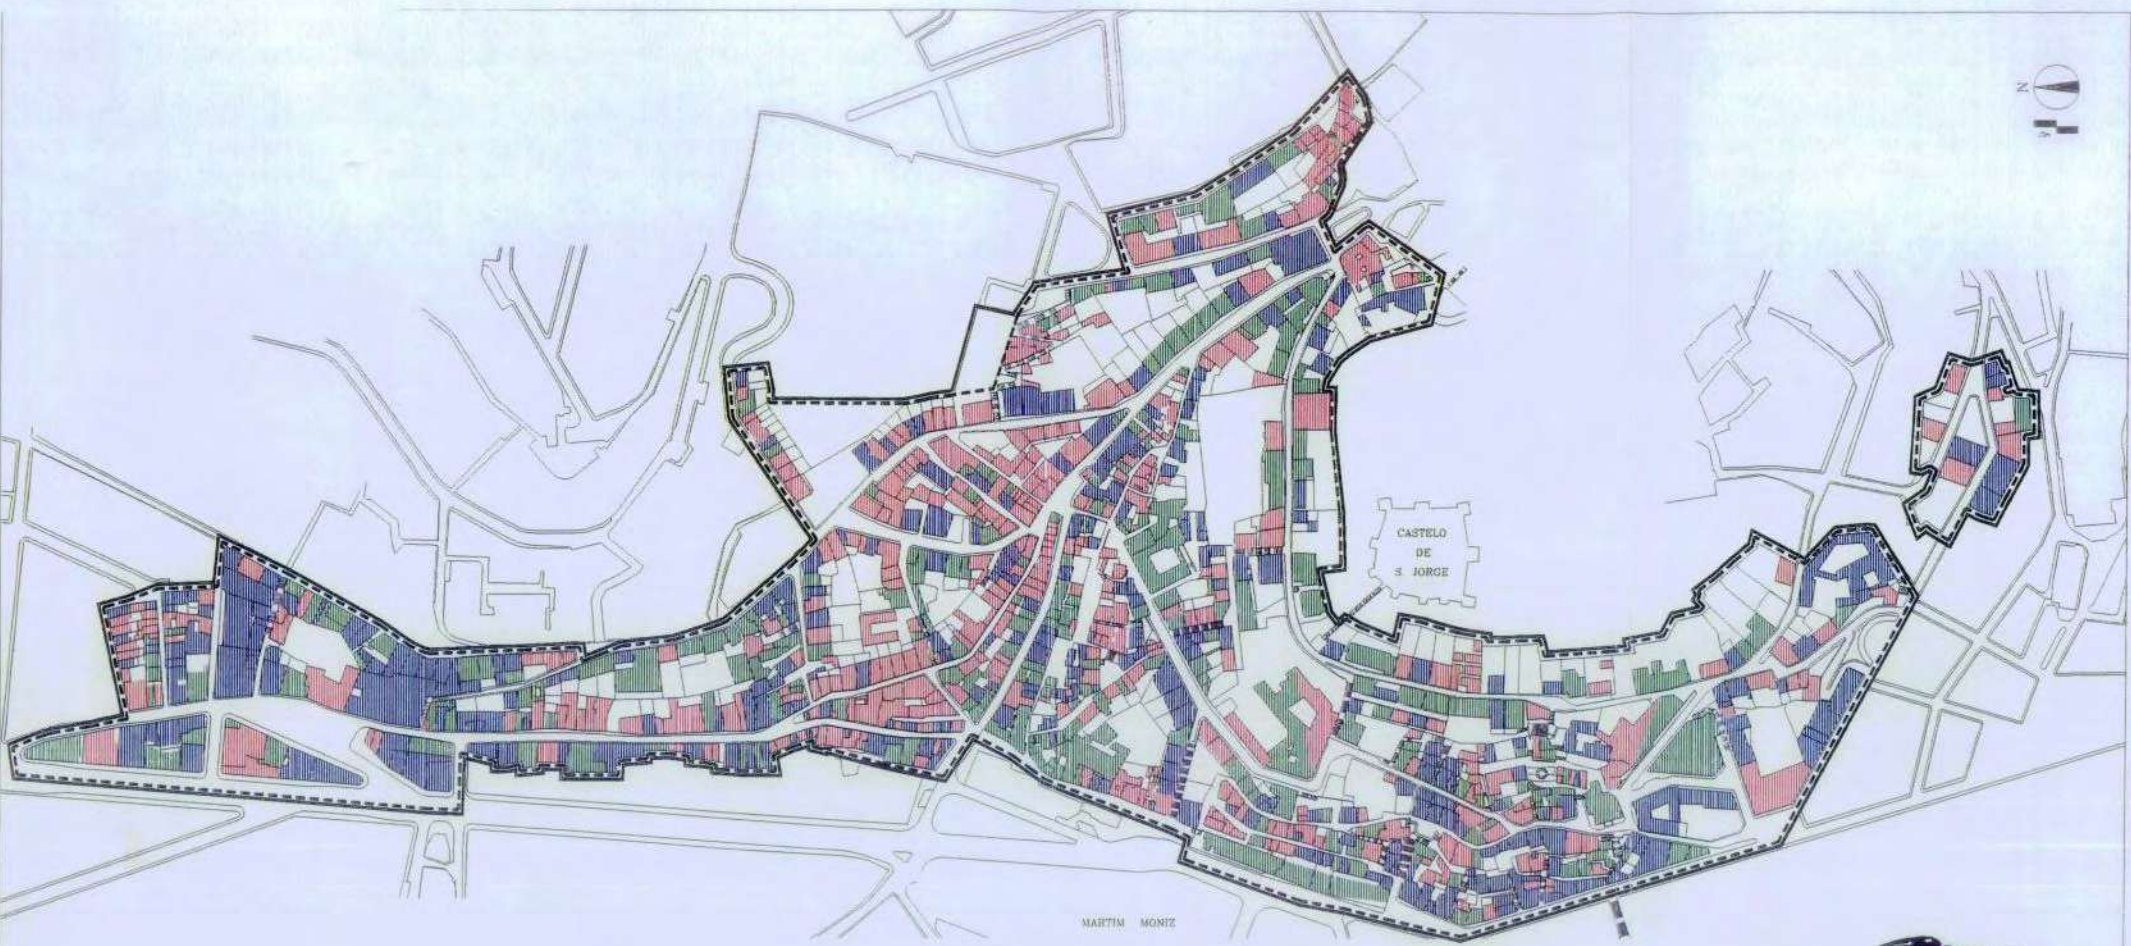 N
CASTELO
DE
S. JORGE
MARTIM MONIZ